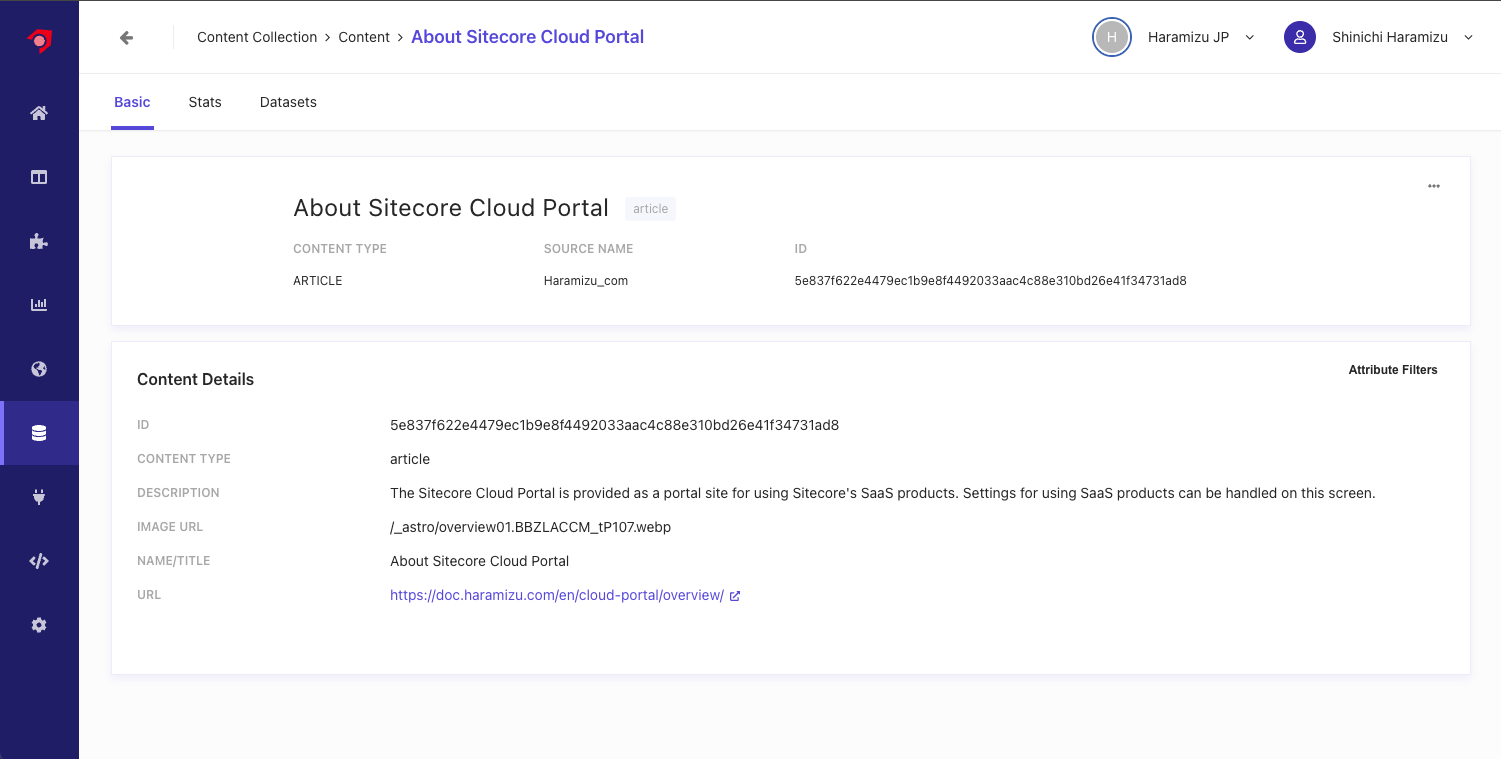 Content Collection > Content > About Sitecore Cloud Portal
H
Haramizu JP
Shinichi Haramizu
Basic Stats Datasets
About Sitecore Cloud Portal article
CONTENT TYPE SOURCE NAME ID
ARTICLE Haramizu_com 5e837f622e4479ec1b9e8f4492033aac4c88e310bd26e41f34731ad8
Content Details
Attribute Filters
ID 5e837f622e4479ec1b9e8f4492033aac4c88e310bd26e41f34731ad8
CONTENT TYPE article
DESCRIPTION The Sitecore Cloud Portal is provided as a portal site for using Sitecore's SaaS products. Settings for using SaaS products can be handled on this screen.
IMAGE URL /_astro/overview01.BBZLACCM_tP107.webp
NAME/TITLE About Sitecore Cloud Portal
URL https://doc.haramizu.com/en/cloud-portal/overview/